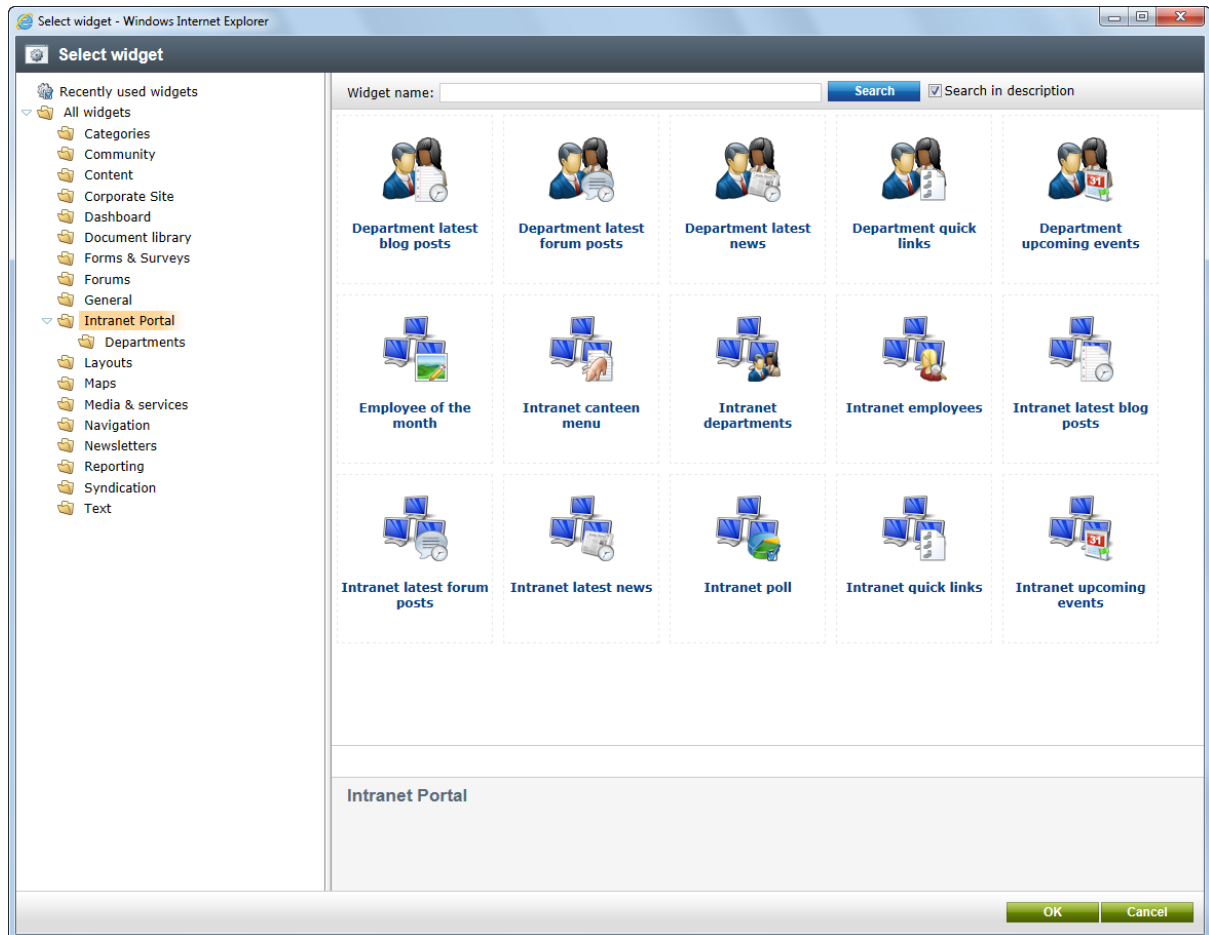 Select widget - Windows Internet Explorer
Select widget
Recently used widgets
All widgets
Categories
Community
Content
Corporate Site
Dashboard
Document library
Forms & Surveys
Forums
General
Intranet Portal
Departments
Layouts
Maps
Media & services
Navigation
Newsletters
Reporting
Syndication
Text
Widget name:
Search
Search in description
Department latest
blog posts
Department latest
forum posts
Department latest
news
Department quick
links
31
Department
upcoming events
Employee of the
month
Intranet canteen
menu
Intranet
departments
Intranet employees
Intranet latest blog
posts
Intranet latest forum
posts
Intranet latest news
Intranet poll
Intranet quick links
31
Intranet upcoming
events
Intranet Portal
OK
Cancel